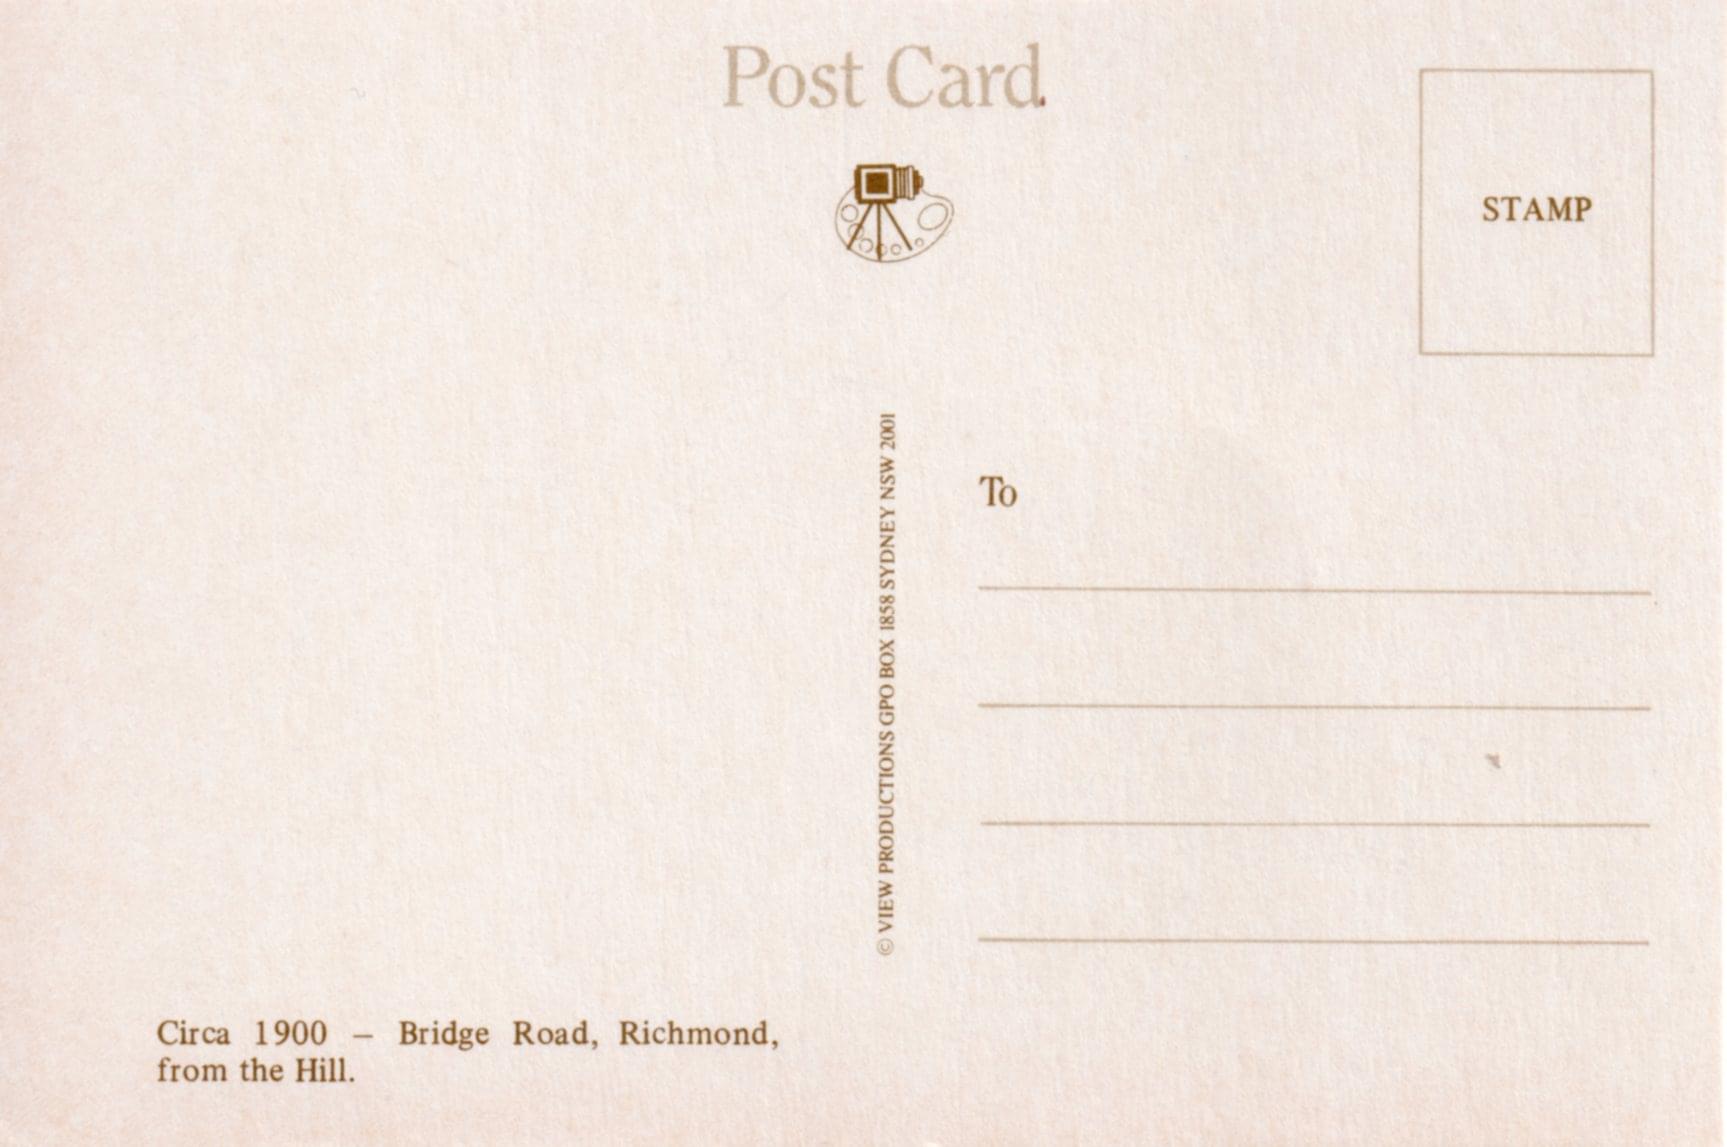 Post Card
STAMP
© VIEW PRODUCTIONS GPO BOX 1858 SYDNEY NSW 2001
To
Circa 1900 – Bridge Road, Richmond,
from the Hill.